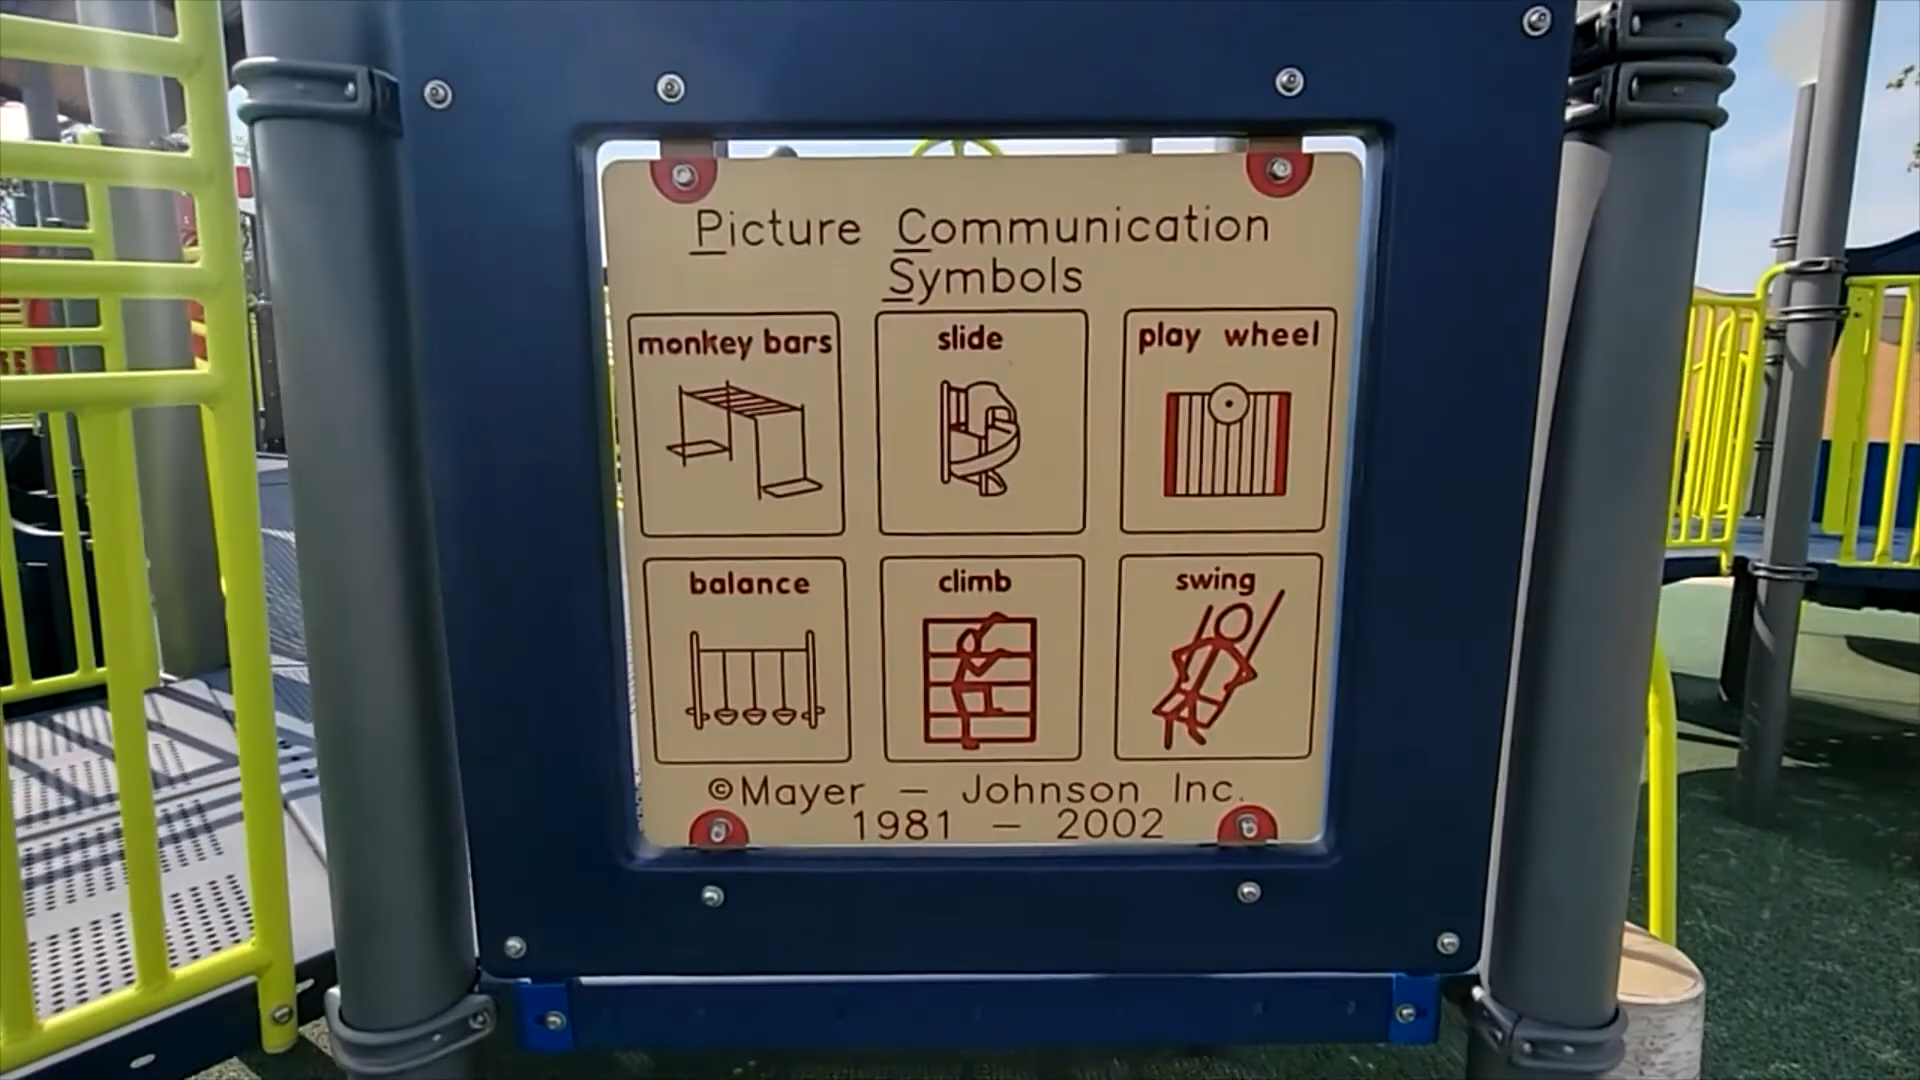 Picture Communication
Symbols
monkey bars
slide
play wheel
balance
climb
swing
©Mayer - Johnson Inc.
1981 - 2002